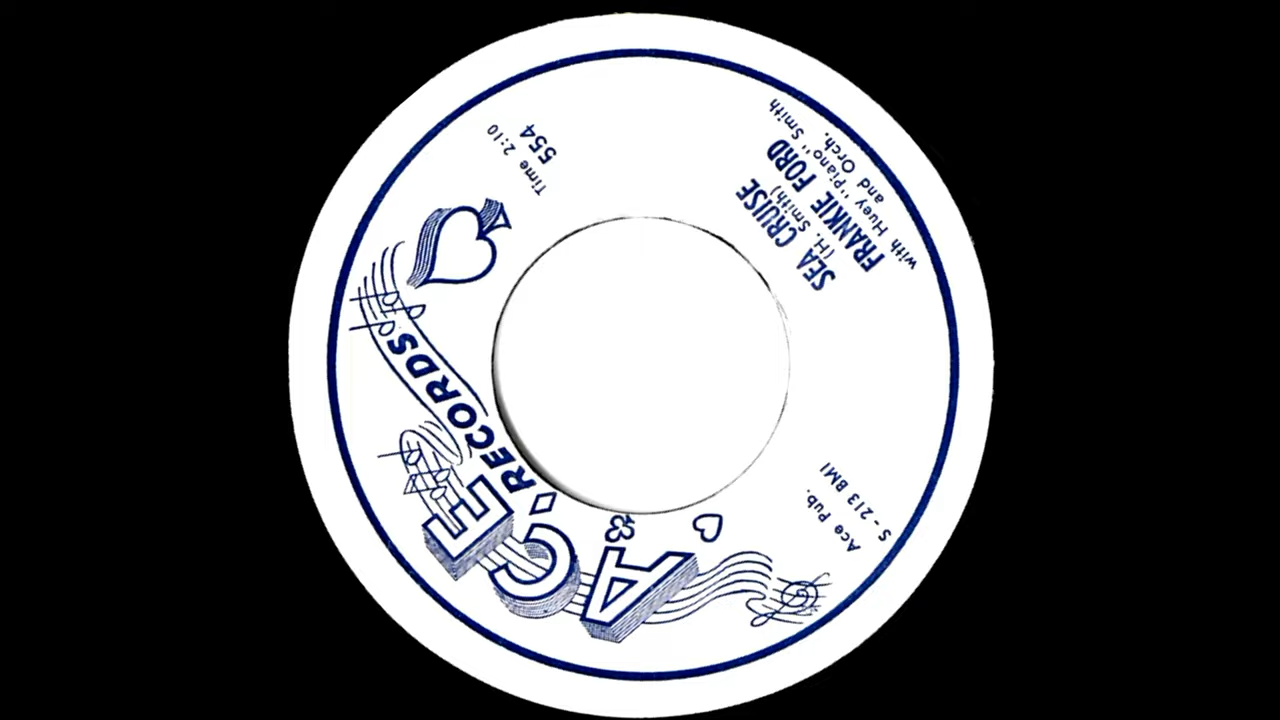 ACE
RECORDS
Ace Pub.
S-213 BMI
Time 2:10
554
SEA CRUISE
(H. Smith)
FRANKIE FORD
with Huey "Piano" Smith
and Orch.